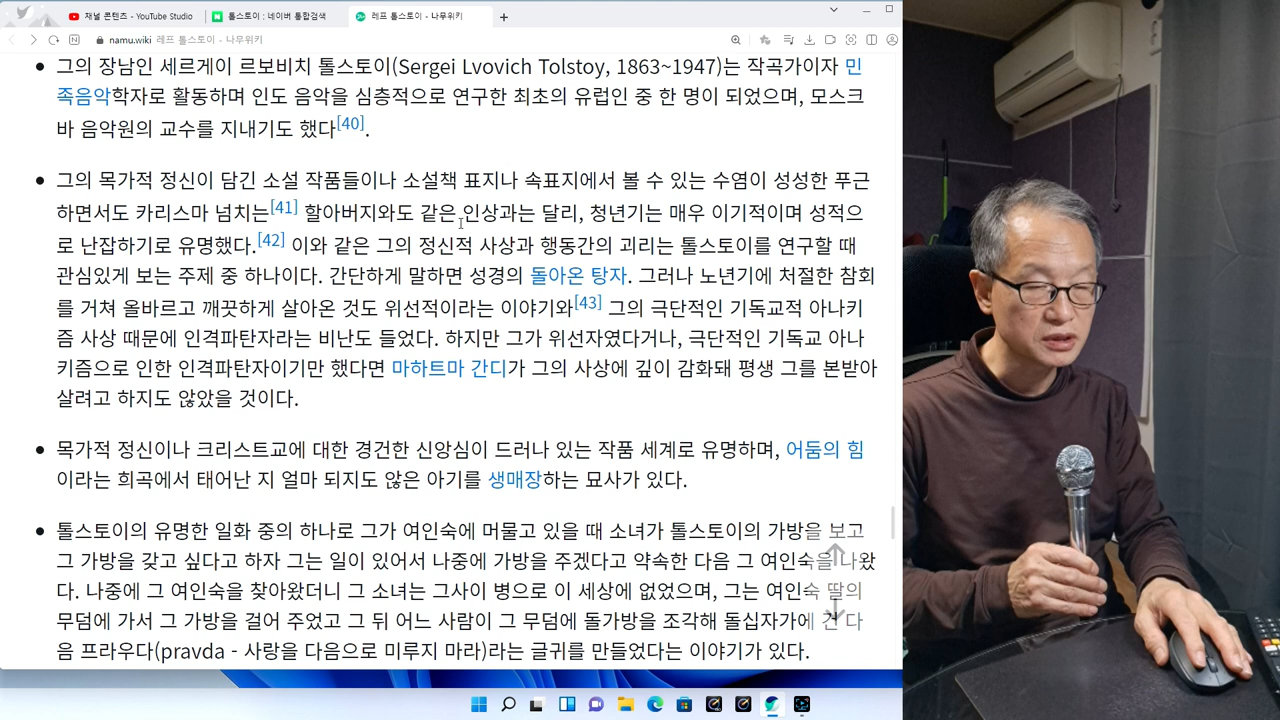 채널 콘텐츠 - YouTube Studio
톨스토이 : 네이버 통합검색
레프 톨스토이 - 나무위키
namu.wiki 레프 톨스토이 - 나무위키
그의 장남인 세르게이 르보비치 톨스토이(Sergei Lvovich Tolstoy, 1863~1947)는 작곡가이자 민
족음악학자로 활동하며 인도 음악을 심층적으로 연구한 최초의 유럽인 중 한 명이 되었으며, 모스크
바 음악원의 교수를 지내기도 했다[40].
그의 목가적 정신이 담긴 소설 작품들이나 소설책 표지나 속표지에서 볼 수 있는 수염이 성성한 푸근
하면서도 카리스마 넘치는[41] 할아버지와도 같은 인상과는 달리, 청년기는 매우 이기적이며 성적으
로 난잡하기로 유명했다.[42] 이와 같은 그의 정신적 사상과 행동간의 괴리는 톨스토이를 연구할 때
관심있게 보는 주제 중 하나이다. 간단하게 말하면 성경의 돌아온 탕자. 그러나 노년기에 처절한 참회
를 거쳐 올바르고 깨끗하게 살아온 것도 위선적이라는 이야기와[43] 그의 극단적인 기독교적 아나키
즘 사상 때문에 인격파탄자라는 비난도 들었다. 하지만 그가 위선자였다거나, 극단적인 기독교 아나
키즘으로 인한 인격파탄자이기만 했다면 마하트마 간디가 그의 사상에 깊이 감화돼 평생 그를 본받아
살려고 하지도 않았을 것이다.
목가적 정신이나 크리스트교에 대한 경건한 신앙심이 드러나 있는 작품 세계로 유명하며, 어둠의 힘
이라는 희곡에서 태어난 지 얼마 되지도 않은 아기를 생매장하는 묘사가 있다.
톨스토이의 유명한 일화 중의 하나로 그가 여인숙에 머물고 있을 때 소녀가 톨스토이의 가방을 보고
그 가방을 갖고 싶다고 하자 그는 일이 있어서 나중에 가방을 주겠다고 약속한 다음 그 여인숙을 나왔
다. 나중에 그 여인숙을 찾아왔더니 그 소녀는 그사이 병으로 이 세상에 없었으며, 그는 여인숙 딸의
무덤에 가서 그 가방을 걸어 주었고 그 뒤 어느 사람이 그 무덤에 돌가방을 조각해 돌십자가에 건 다
음 프라우다(pravda - 사랑을 다음으로 미루지 마라)라는 글귀를 만들었다는 이야기가 있다.